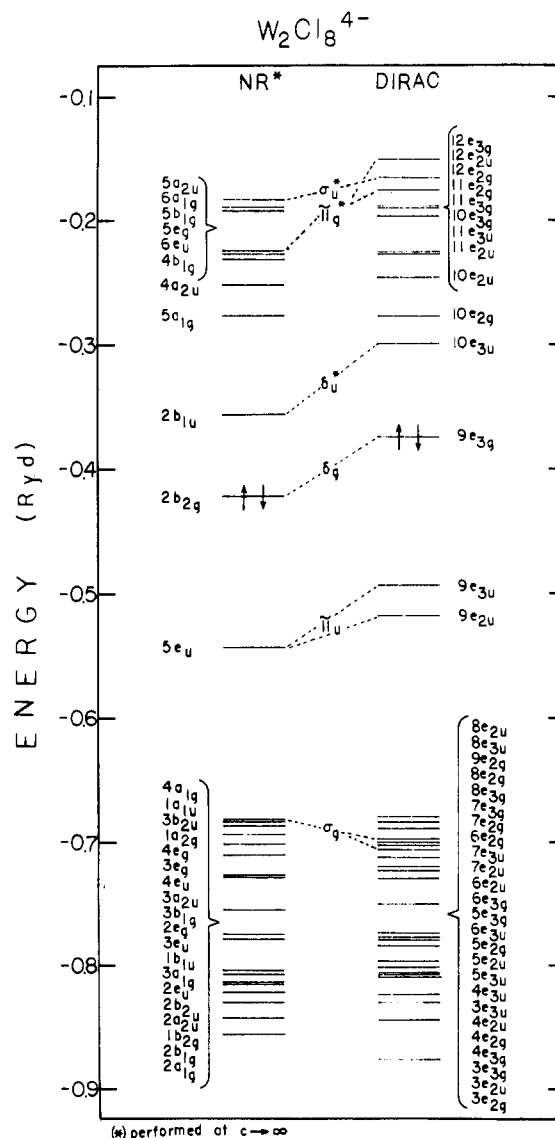 W2Cl8 4−
NR* DIRAC
ENERGY (Ryd)
-0.1
-0.2
-0.3
-0.4
-0.5
-0.6
-0.7
-0.8
-0.9
5a2u
6a1g
5b1g
5eg
6eu
4b1g
4a2u
5a1g
2b1u
2b2g
5eu
4a1g
1a1u
3b2u
1a2g
4eg
3eg
4eu
3a2u
3b1g
2eg
3eu
1b1u
3a1g
2eu
2b2u
2a2u
1b2g
2b1g
2a1g
σu*
π̃g*
δu*
δg
π̃u
σg
12e3g
12e2u
12e2g
11e2g
11e3g
10e3g
11e3u
11e2u
10e2u
10e2g
10e3u
9e3g
9e3u
9e2u
8e2u
8e3u
9e2g
8e2g
8e3g
7e3g
7e2g
6e2g
7e3u
7e2u
6e2u
6e3g
5e3g
6e3u
5e2g
5e2u
5e3u
4e3u
3e3u
4e2u
4e2g
4e3g
3e3g
3e2u
3e2g
(*) performed at c→∞